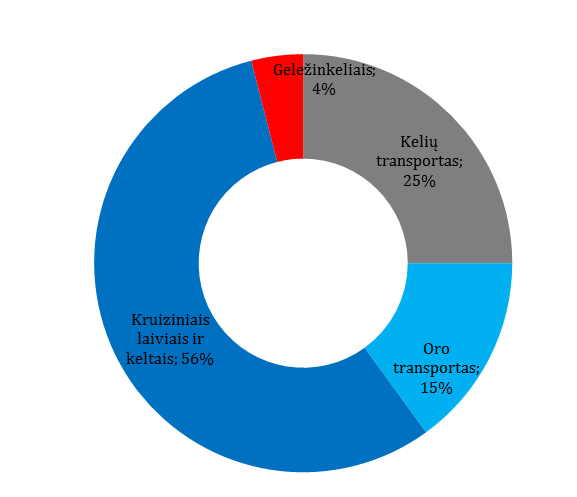 Geležinkeliais;
4%
Kelių
transportas;
25%
Oro
transportas;
15%
Kruiziniais
laiviais ir
keltais; 56%